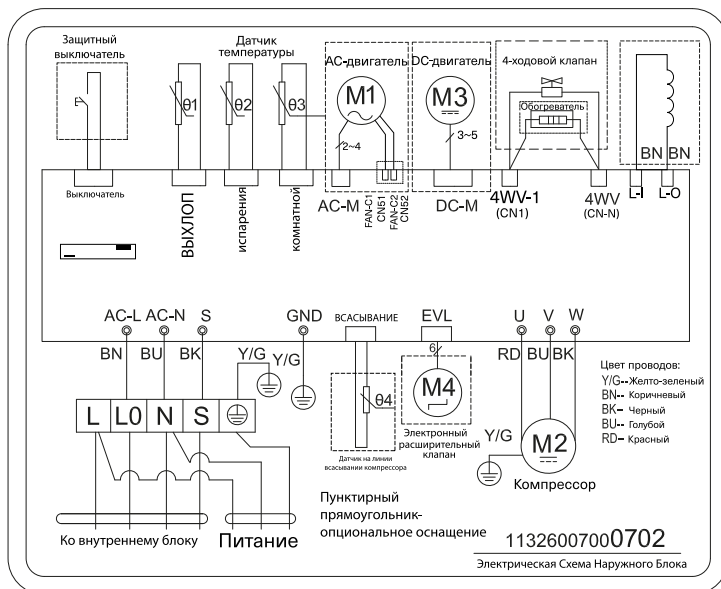 Защитный
выключатель
Датчик
температуры
AC-двигатель
DC-двигатель
4-ходовой клапан
θ1
θ2
θ3
M1
M3
Обогреватель
2~4
3~5
BN
BN
Выключатель
ВЫХЛОП
испарения
комнатной
AC-M
FAN-C1
CN51
FAN-C2
CN52
DC-M
4WV-1
(CN1)
4WV
(CN-N)
L-I
L-O
AC-L
AC-N
S
GND
ВСАСЫВАНИЕ
EVL
U
V
W
BN
BU
BK
Y/G
Y/G
6
RD
BU
BK
L
L0
N
S
θ4
M4
Y/G
M2
Цвет проводов:
Y/G--Желто-зеленый
BN-- Коричневый
BK– Черный
BU-- Голубой
RD– Красный
Датчик на линии
всасывании компрессора
Электронный
расширительный
клапан
Компрессор
Пунктирный
прямоугольник-
опциональное оснащение
Ко внутреннему блоку
Питание
11326007000702
Электрическая Схема Наружного Блока